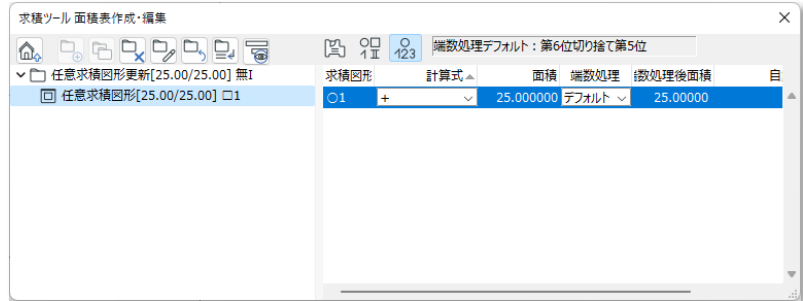 求積ツール 面積表作成・編集
端数処理デフォルト：第6位切り捨て第5位
任意求積図形更新[25.00/25.00] 無I
任意求積図形[25.00/25.00] □1
求積図形 計算式 面積 端数処理 数処理後面積 自
○1 + 25.000000 デフォルト 25.00000